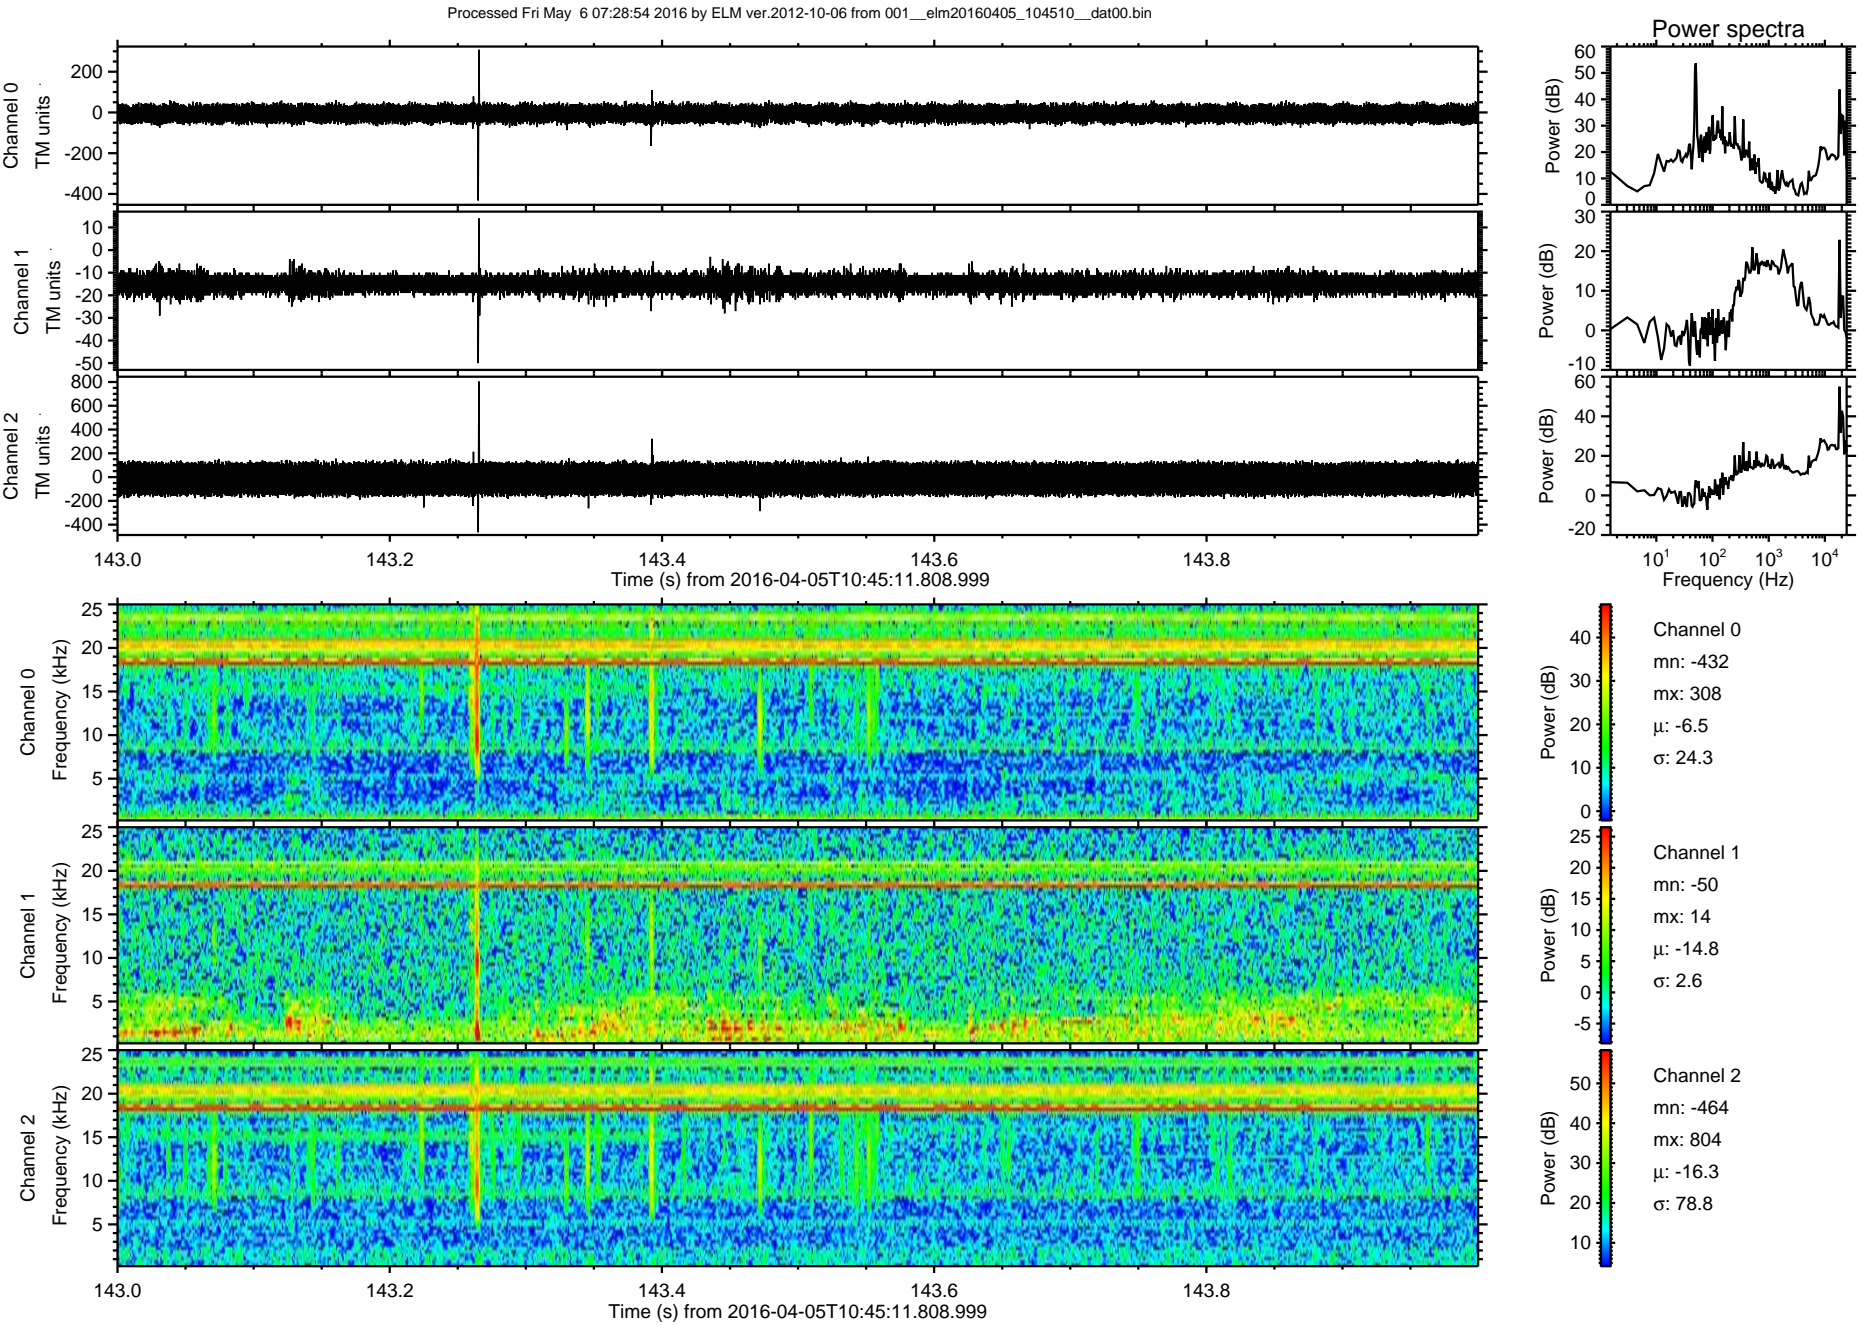 Processed Fri May  6 07:28:54 2016 by ELM ver.2012-10-06 from 001__elm20160405_104510__dat00.bin
Power spectra
Channel 0
TM units
200
0
-200
-400
Power (dB)
60
50
40
30
20
10
0
Channel 1
TM units
10
0
-10
-20
-30
-40
-50
Power (dB)
30
20
10
0
-10
Channel 2
TM units
800
600
400
200
0
-200
-400
Power (dB)
60
40
20
0
-20
143.0 143.2 143.4 143.6 143.8
Time (s) from 2016-04-05T10:45:11.808.999
10¹ 10² 10³ 10⁴
Frequency (Hz)
Channel 0
Frequency (kHz)
25
20
15
10
5
Power (dB)
40
30
20
10
0
Channel 0
mn: -432
mx: 308
μ: -6.5
σ: 24.3
Channel 1
Frequency (kHz)
25
20
15
10
5
Power (dB)
25
20
15
10
5
0
-5
Channel 1
mn: -50
mx: 14
μ: -14.8
σ: 2.6
Channel 2
Frequency (kHz)
25
20
15
10
5
Power (dB)
50
40
30
20
10
Channel 2
mn: -464
mx: 804
μ: -16.3
σ: 78.8
143.0 143.2 143.4 143.6 143.8
Time (s) from 2016-04-05T10:45:11.808.999